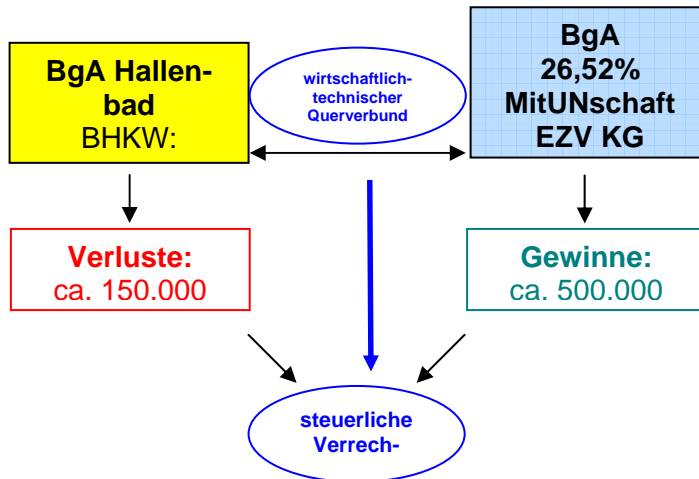 BgA Hallen-
bad
BHKW:
wirtschaftlich-
technischer
Querverbund
BgA
26,52%
MitUNschaft
EZV KG
Verluste:
ca. 150.000
Gewinne:
ca. 500.000
steuerliche
Verrech-